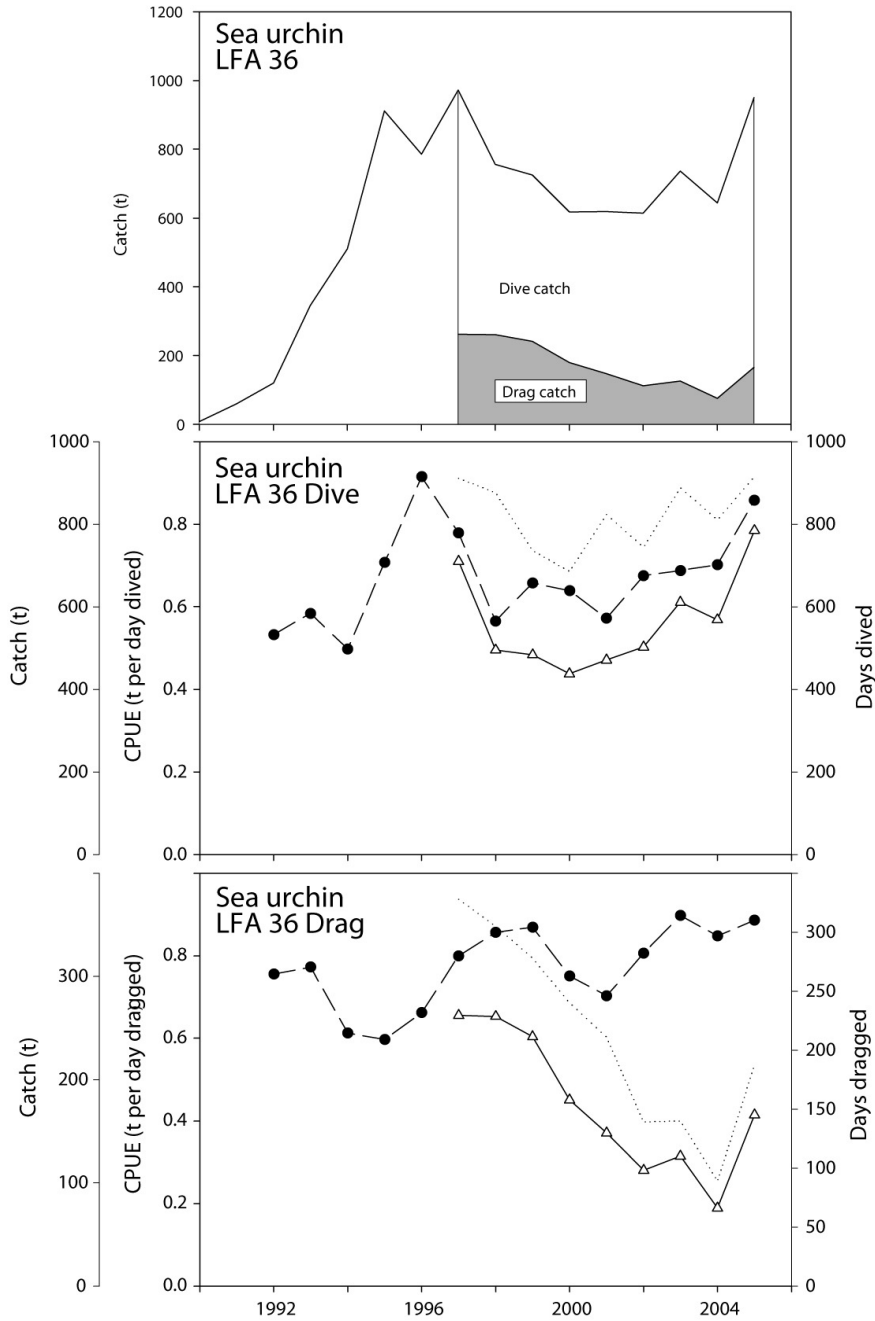 Sea urchin
LFA 36
1200
1000
800
600
400
200
0
Catch (t)
Dive catch
Drag catch
Sea urchin
LFA 36 Dive
1000
800
600
400
200
0
Catch (t)
0.8
0.6
0.4
0.2
0.0
CPUE (t per day dived)
1000
800
600
400
200
0
Days dived
Sea urchin
LFA 36 Drag
300
200
100
0
Catch (t)
0.8
0.6
0.4
0.2
0.0
CPUE (t per day dragged)
300
250
200
150
100
50
0
Days dragged
1992 1996 2000 2004